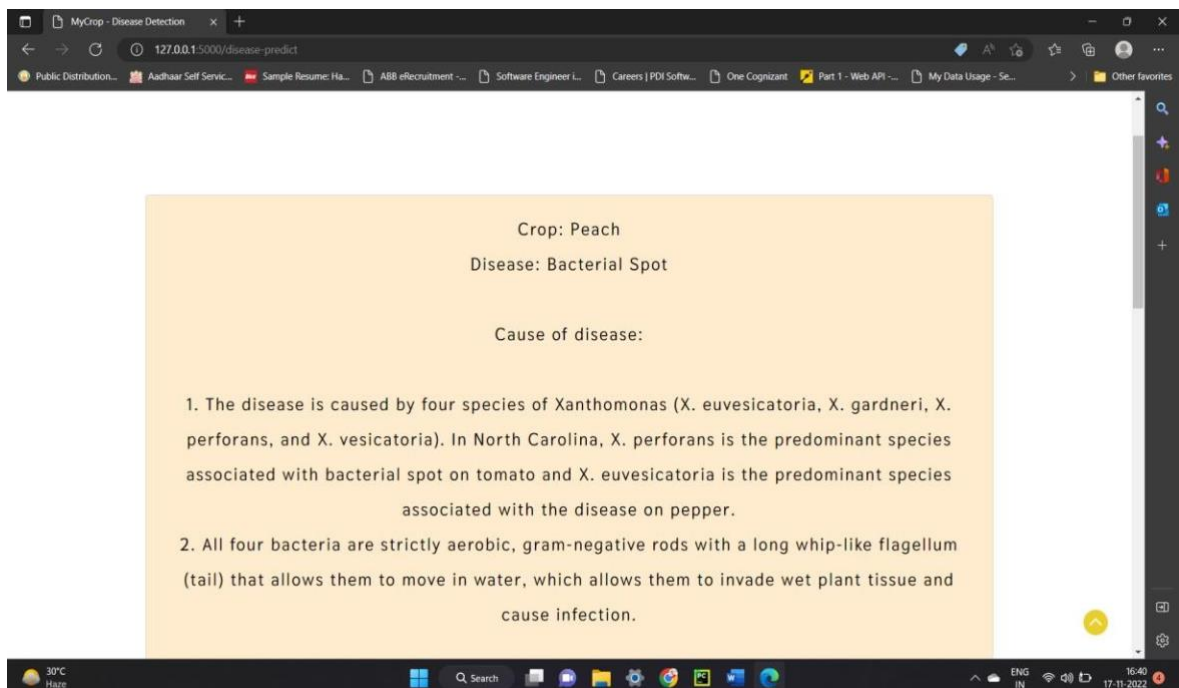 MyCrop - Disease Detection
127.0.0.1:5000/disease-predict
Public Distribution... Aadhaar Self Servic... Sample Resume: Ha... ABB eRecruitment -... Software Engineer i... Careers | PDI Softw... One Cognizant Part 1 - Web API -... My Data Usage - Se... Other favorites
Crop: Peach
Disease: Bacterial Spot
Cause of disease:
1. The disease is caused by four species of Xanthomonas (X. euvesicatoria, X. gardneri, X.
perforans, and X. vesicatoria). In North Carolina, X. perforans is the predominant species
associated with bacterial spot on tomato and X. euvesicatoria is the predominant species
associated with the disease on pepper.
2. All four bacteria are strictly aerobic, gram-negative rods with a long whip-like flagellum
(tail) that allows them to move in water, which allows them to invade wet plant tissue and
cause infection.
30°C
Haze
Search
ENG
IN
16:40
17-11-2022
4